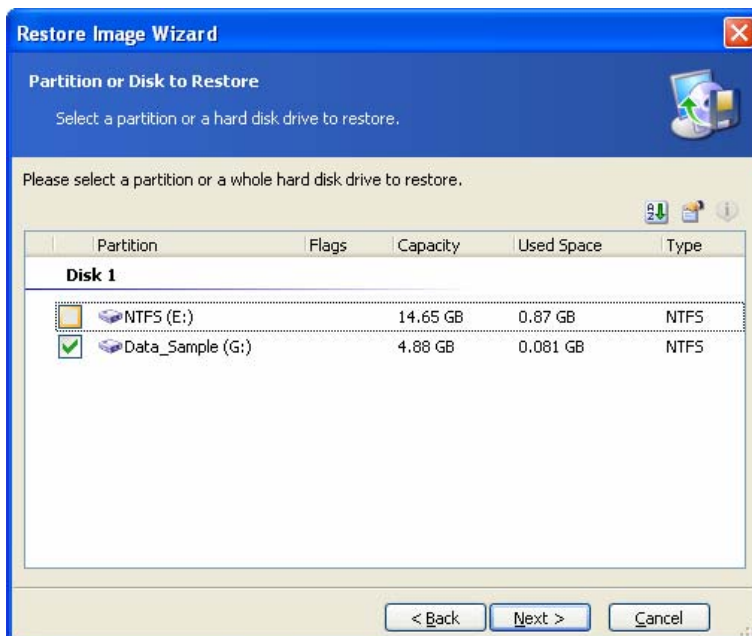 Restore Image Wizard
Partition or Disk to Restore
Select a partition or a hard disk drive to restore.
Please select a partition or a whole hard disk drive to restore.
Partition Flags Capacity Used Space Type
Disk 1
NTFS (E:) 14.65 GB 0.87 GB NTFS
Data_Sample (G:) 4.88 GB 0.081 GB NTFS
< Back Next > Cancel